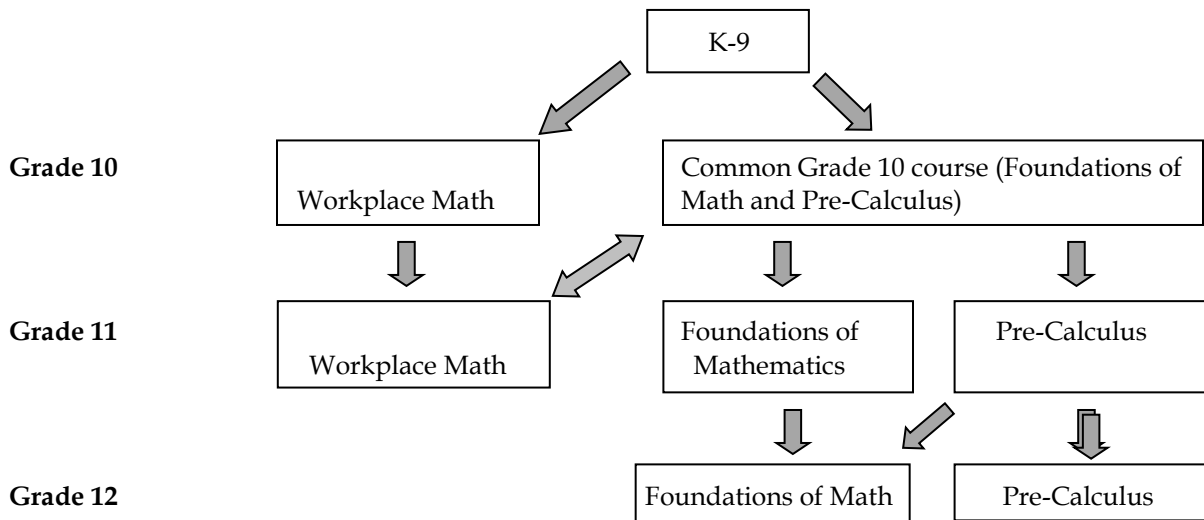 K-9
Grade 10
Workplace Math
Common Grade 10 course (Foundations of
Math and Pre-Calculus)
Grade 11
Workplace Math
Foundations of
Mathematics
Pre-Calculus
Grade 12
Foundations of Math
Pre-Calculus